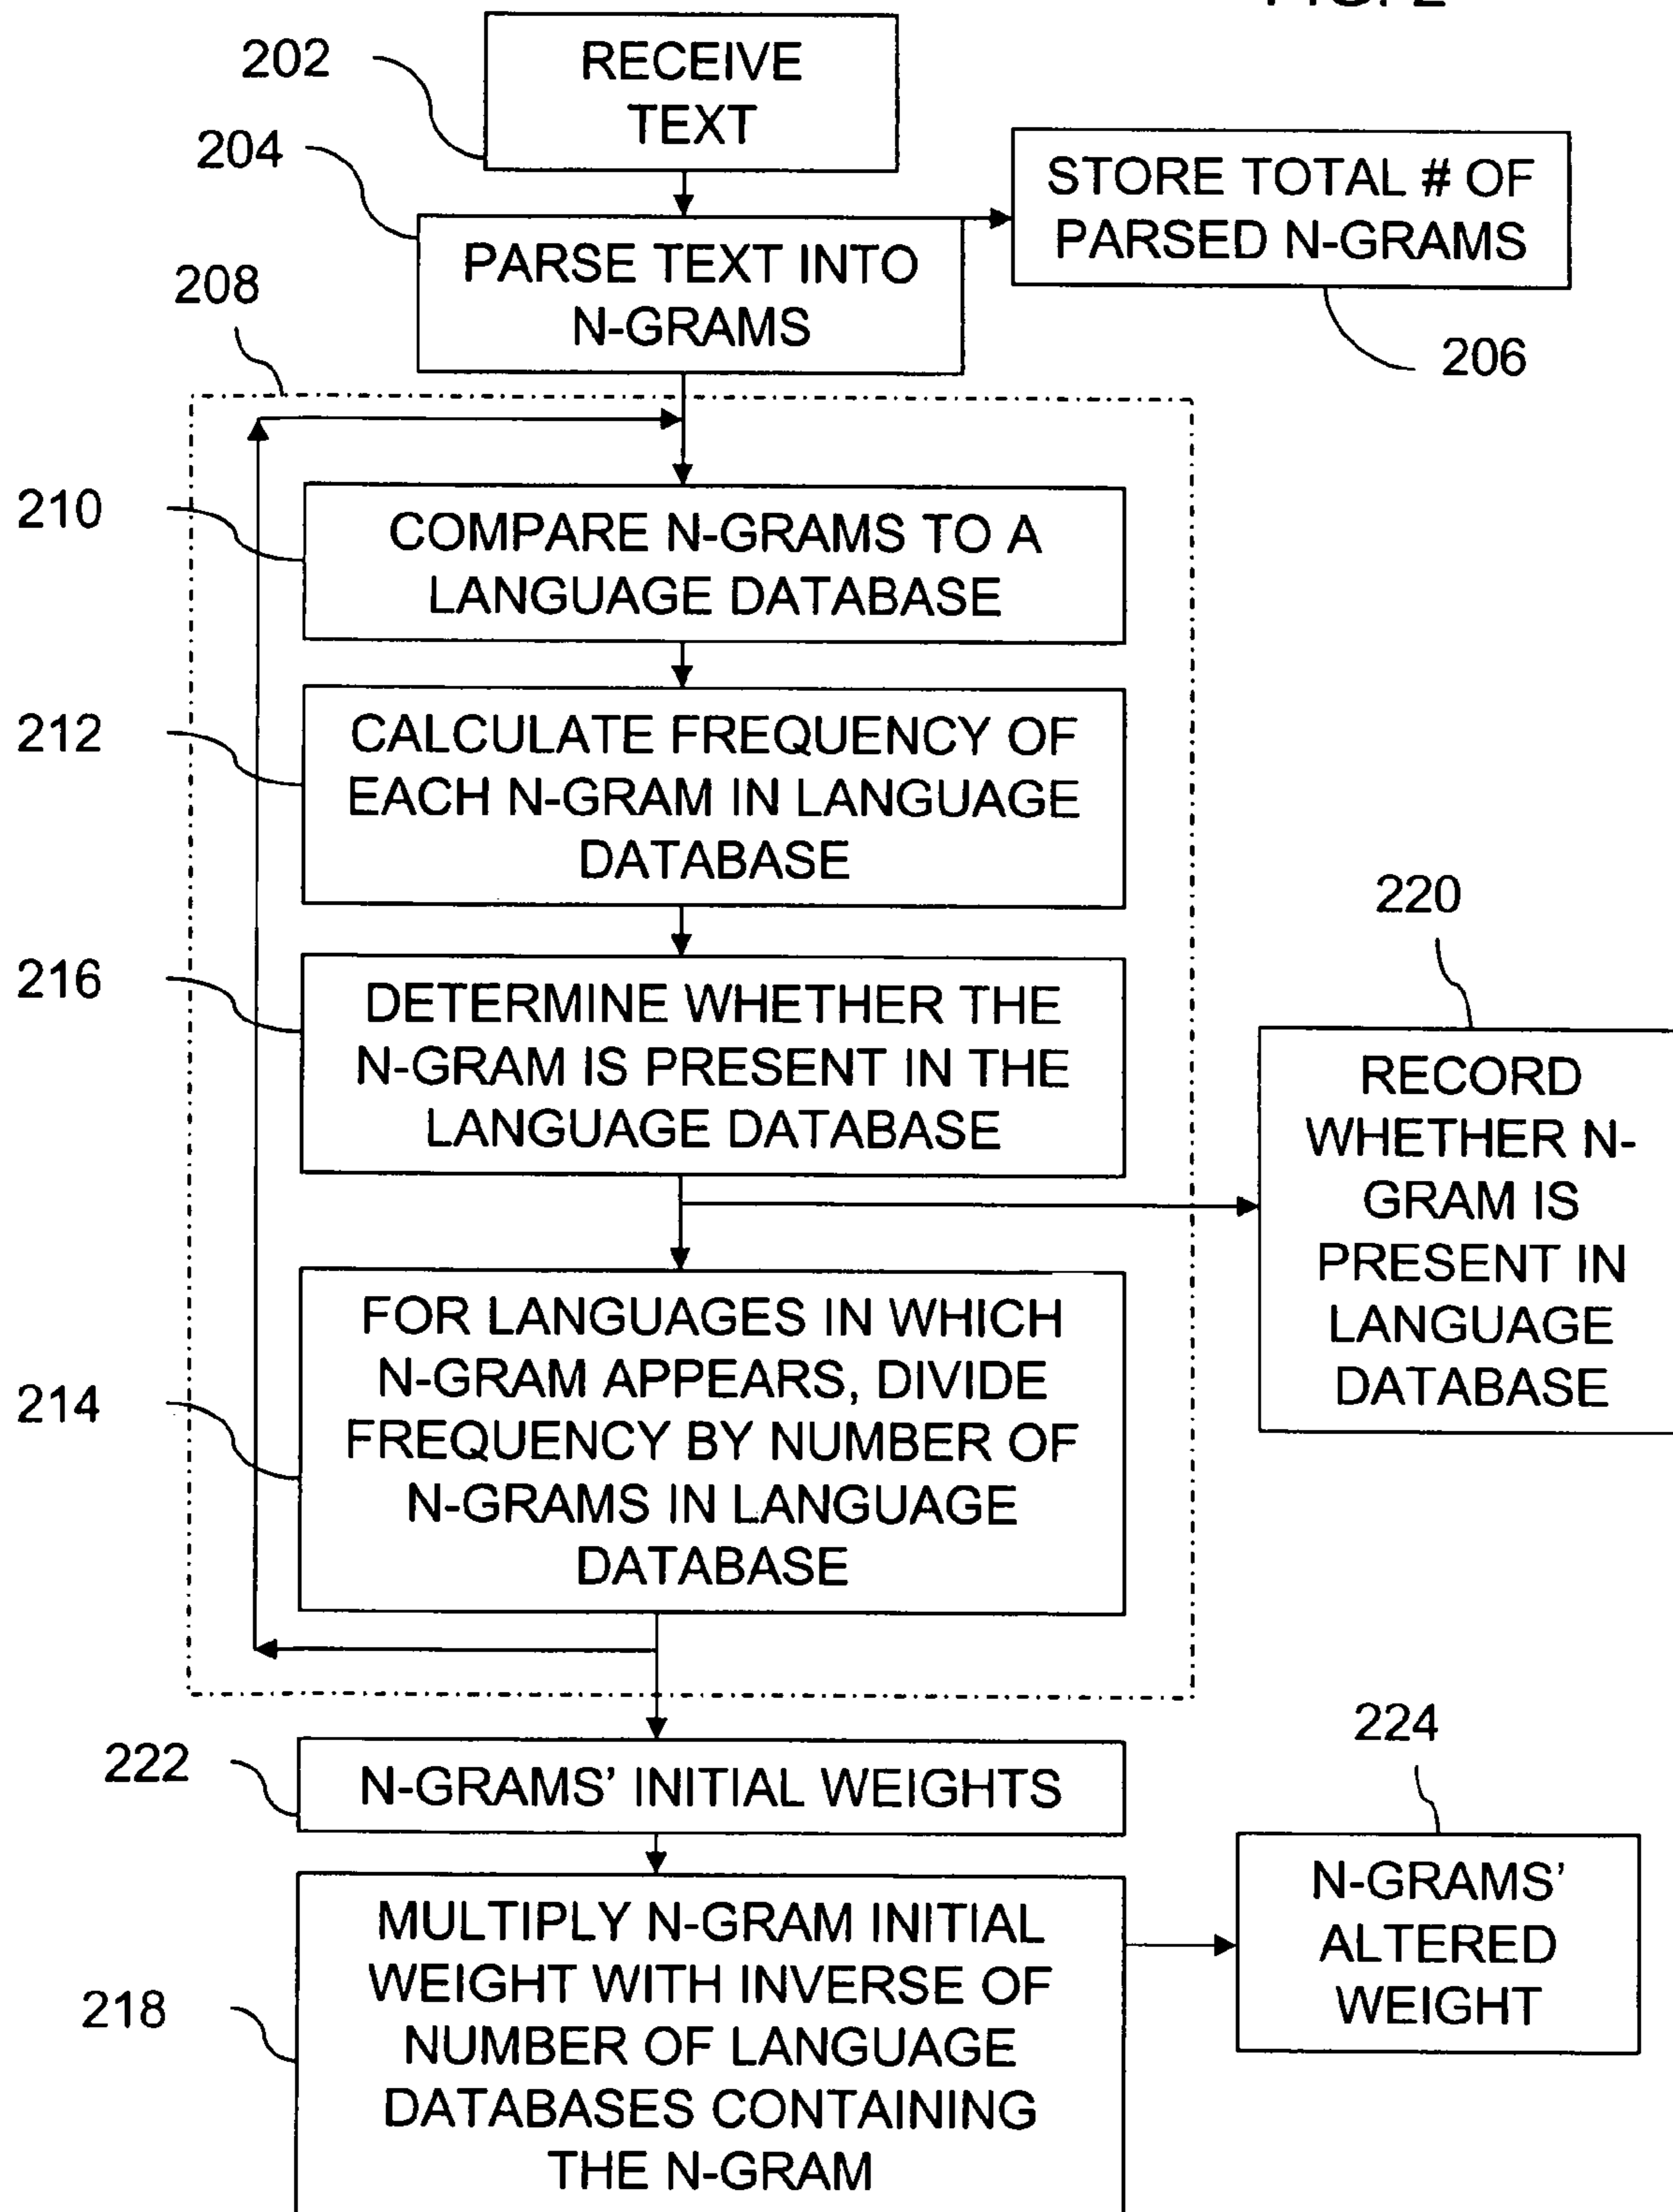 FIG. 2
202
RECEIVE
TEXT
204
STORE TOTAL # OF
PARSED N-GRAMS
206
PARSE TEXT INTO
N-GRAMS
208
210
COMPARE N-GRAMS TO A
LANGUAGE DATABASE
212
CALCULATE FREQUENCY OF
EACH N-GRAM IN LANGUAGE
DATABASE
216
DETERMINE WHETHER THE
N-GRAM IS PRESENT IN THE
LANGUAGE DATABASE
220
RECORD
WHETHER N-
GRAM IS
PRESENT IN
LANGUAGE
DATABASE
214
FOR LANGUAGES IN WHICH
N-GRAM APPEARS, DIVIDE
FREQUENCY BY NUMBER OF
N-GRAMS IN LANGUAGE
DATABASE
222
N-GRAMS’ INITIAL WEIGHTS
224
N-GRAMS’
ALTERED
WEIGHT
218
MULTIPLY N-GRAM INITIAL
WEIGHT WITH INVERSE OF
NUMBER OF LANGUAGE
DATABASES CONTAINING
THE N-GRAM